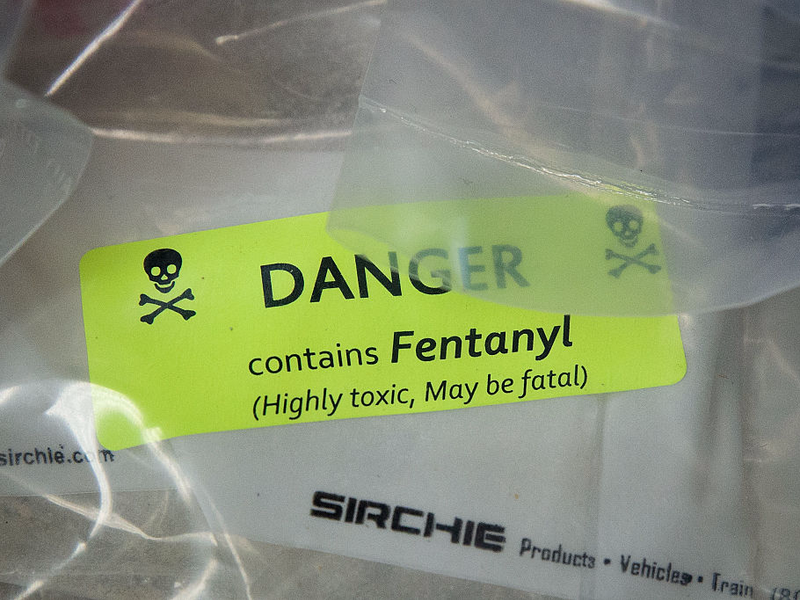 DANGER
contains Fentanyl
(Highly toxic, May be fatal)
sirchie.com
SIRCHIE Products • Vehicles • Train